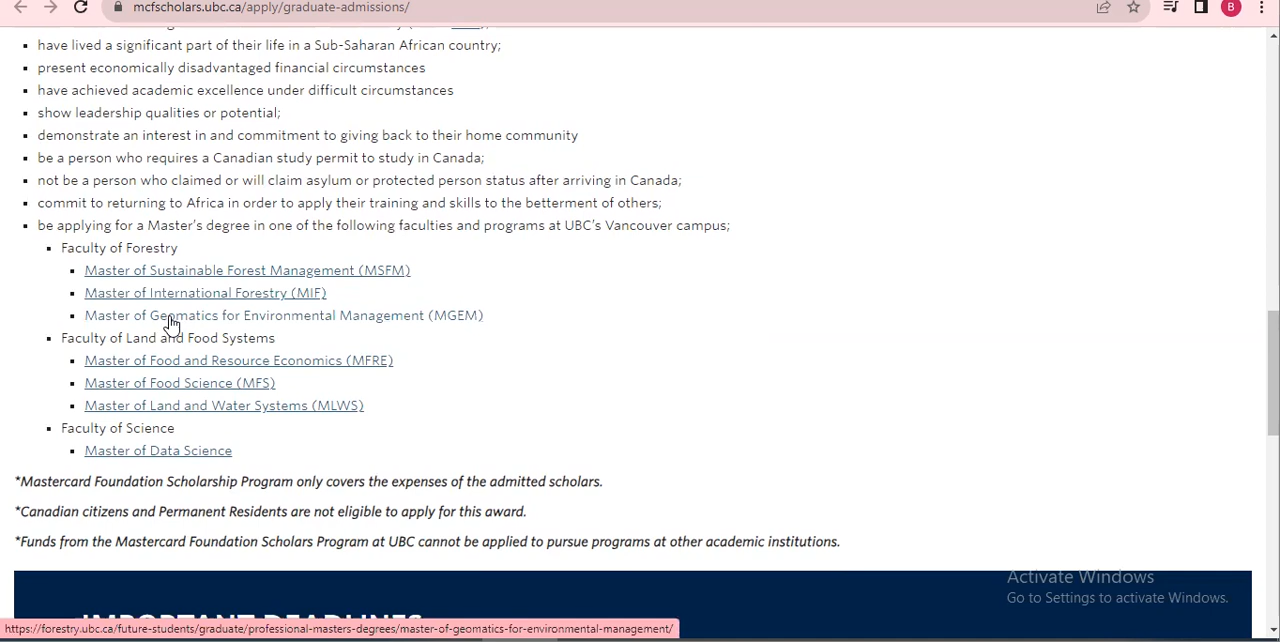 mcfscholars.ubc.ca/apply/graduate-admissions/
B
have lived a significant part of their life in a Sub-Saharan African country;
present economically disadvantaged financial circumstances
have achieved academic excellence under difficult circumstances
show leadership qualities or potential;
demonstrate an interest in and commitment to giving back to their home community
be a person who requires a Canadian study permit to study in Canada;
not be a person who claimed or will claim asylum or protected person status after arriving in Canada;
commit to returning to Africa in order to apply their training and skills to the betterment of others;
be applying for a Master's degree in one of the following faculties and programs at UBC's Vancouver campus;
Faculty of Forestry
Master of Sustainable Forest Management (MSFM)
Master of International Forestry (MIF)
Master of Geomatics for Environmental Management (MGEM)
Faculty of Land and Food Systems
Master of Food and Resource Economics (MFRE)
Master of Food Science (MFS)
Master of Land and Water Systems (MLWS)
Faculty of Science
Master of Data Science
*Mastercard Foundation Scholarship Program only covers the expenses of the admitted scholars.
*Canadian citizens and Permanent Residents are not eligible to apply for this award.
*Funds from the Mastercard Foundation Scholars Program at UBC cannot be applied to pursue programs at other academic institutions.
Activate Windows
Go to Settings to activate Windows.
IMPORTANT DEADLINES
https://forestry.ubc.ca/future-students/graduate/professional-masters-degrees/master-of-geomatics-for-environmental-management/